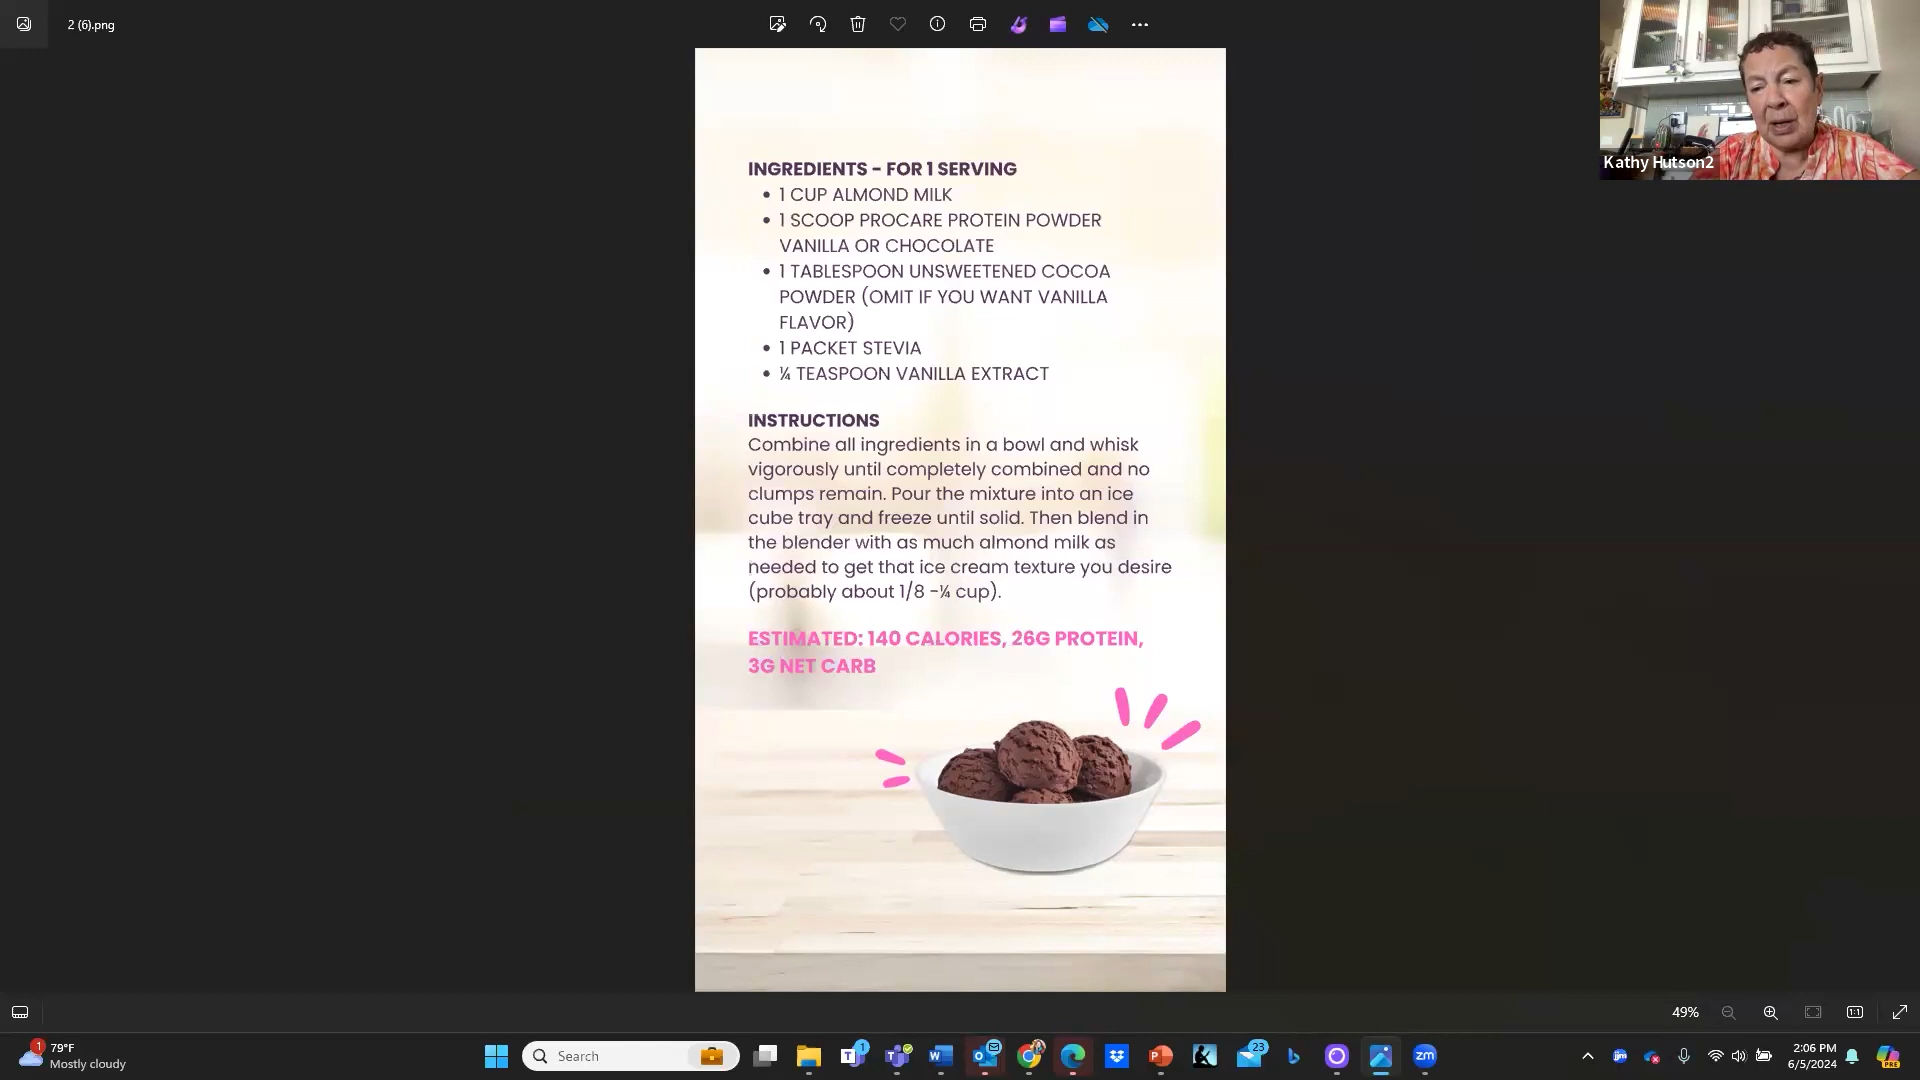 2 (6).png
Kathy Hutson2
INGREDIENTS - FOR 1 SERVING
• 1 CUP ALMOND MILK
• 1 SCOOP PROCARE PROTEIN POWDER
VANILLA OR CHOCOLATE
• 1 TABLESPOON UNSWEETENED COCOA
POWDER (OMIT IF YOU WANT VANILLA
FLAVOR)
• 1 PACKET STEVIA
• ¼ TEASPOON VANILLA EXTRACT
INSTRUCTIONS
Combine all ingredients in a bowl and whisk
vigorously until completely combined and no
clumps remain. Pour the mixture into an ice
cube tray and freeze until solid. Then blend in
the blender with as much almond milk as
needed to get that ice cream texture you desire
(probably about 1/8 -¼ cup).
ESTIMATED: 140 CALORIES, 26G PROTEIN,
3G NET CARB
49%
1
79°F
Mostly cloudy
Search
1
23
zm
2:06 PM
6/5/2024
PRE